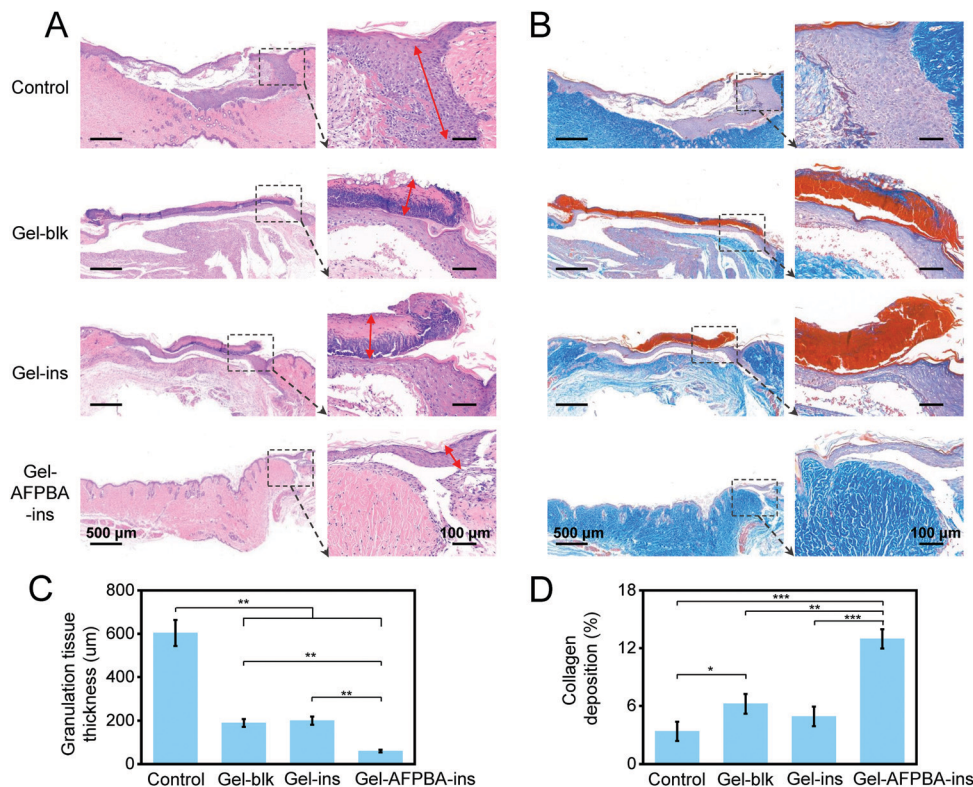 A
B
Control
Gel-blk
Gel-ins
Gel-
AFPBA
-ins
500 μm
100 μm
500 μm
100 μm
C
Granulation tissue
thickness (um)
800
600
400
200
0
**
**
**
Control
Gel-blk
Gel-ins
Gel-AFPBA-ins
D
Collagen
deposition (%)
18
12
6
0
***
**
***
*
Control
Gel-blk
Gel-ins
Gel-AFPBA-ins